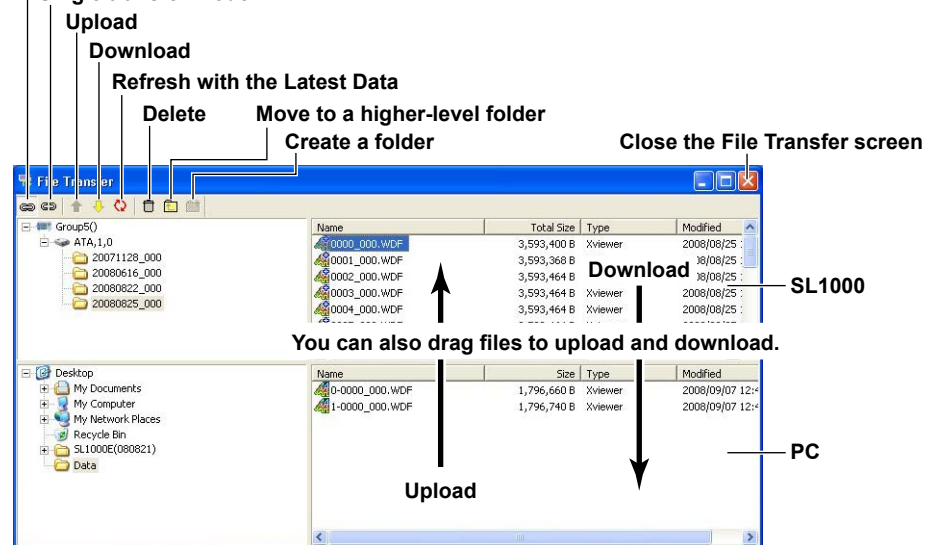 Upload
Download
Refresh with the Latest Data
Delete Move to a higher-level folder
Create a folder Close the File Transfer screen
File Transfer
Group5()
ATA,1,0
20071128_000
20080616_000
20080822_000
20080825_000
Name Total Size Type Modified
0000_000.WDF 3,593,400 B Xviewer 2008/08/25
0001_000.WDF 3,593,368 B Xviewer
0002_000.WDF 3,593,464 B Xviewer
0003_000.WDF 3,593,464 B Xviewer 2008/08/25
0004_000.WDF 3,593,464 B Xviewer 2008/08/25
Download
SL1000
You can also drag files to upload and download.
Desktop
My Documents
My Computer
My Network Places
Recycle Bin
SL1000E(080821)
Data
Name Size Type Modified
0-0000_000.WDF 1,796,660 B Xviewer 2008/09/07 12:4
1-0000_000.WDF 1,796,740 B Xviewer 2008/09/07 12:4
PC
Upload